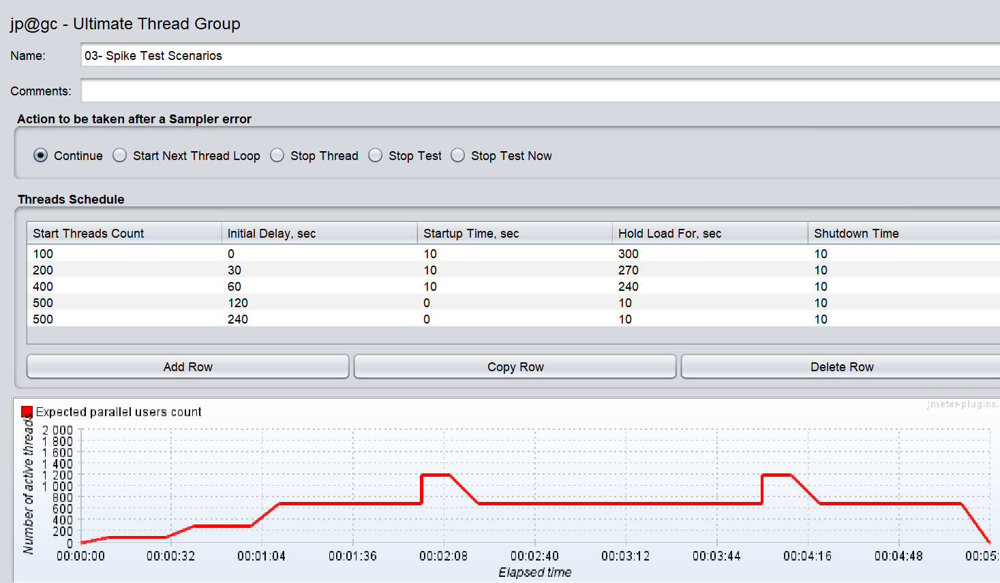 jp@gc - Ultimate Thread Group
Name: 03- Spike Test Scenarios
Comments:
Action to be taken after a Sampler error
Continue Start Next Thread Loop Stop Thread Stop Test Stop Test Now
Threads Schedule
Start Threads Count Initial Delay, sec Startup Time, sec Hold Load For, sec Shutdown Time
100 0 10 300 10
200 30 10 270 10
400 60 10 240 10
500 120 0 10 10
500 240 0 10 10
Add Row Copy Row Delete Row
jmeter-plugins.
Expected parallel users count
Number of active threads
2 000
1 800
1 600
1 400
1 200
1 000
800
600
400
200
0
00:00:00 00:00:32 00:01:04 00:01:36 00:02:08 00:02:40 00:03:12 00:03:44 00:04:16 00:04:48 00:05:
Elapsed time